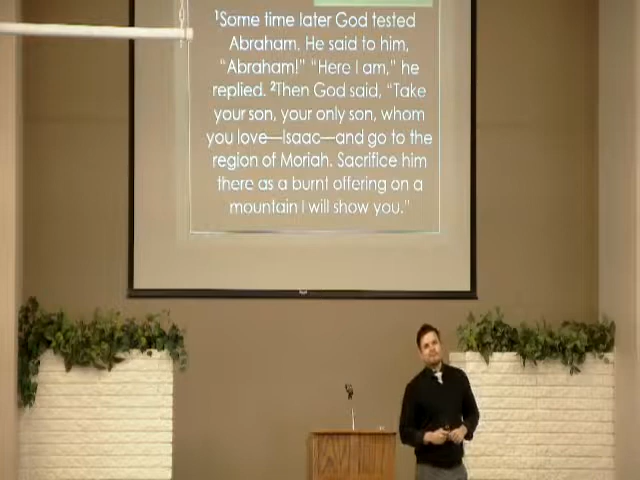 ¹Some time later God tested
Abraham. He said to him,
“Abraham!” “Here I am,” he
replied. ²Then God said, “Take
your son, your only son, whom
you love—Isaac—and go to the
region of Moriah. Sacrifice him
there as a burnt offering on a
mountain I will show you.”